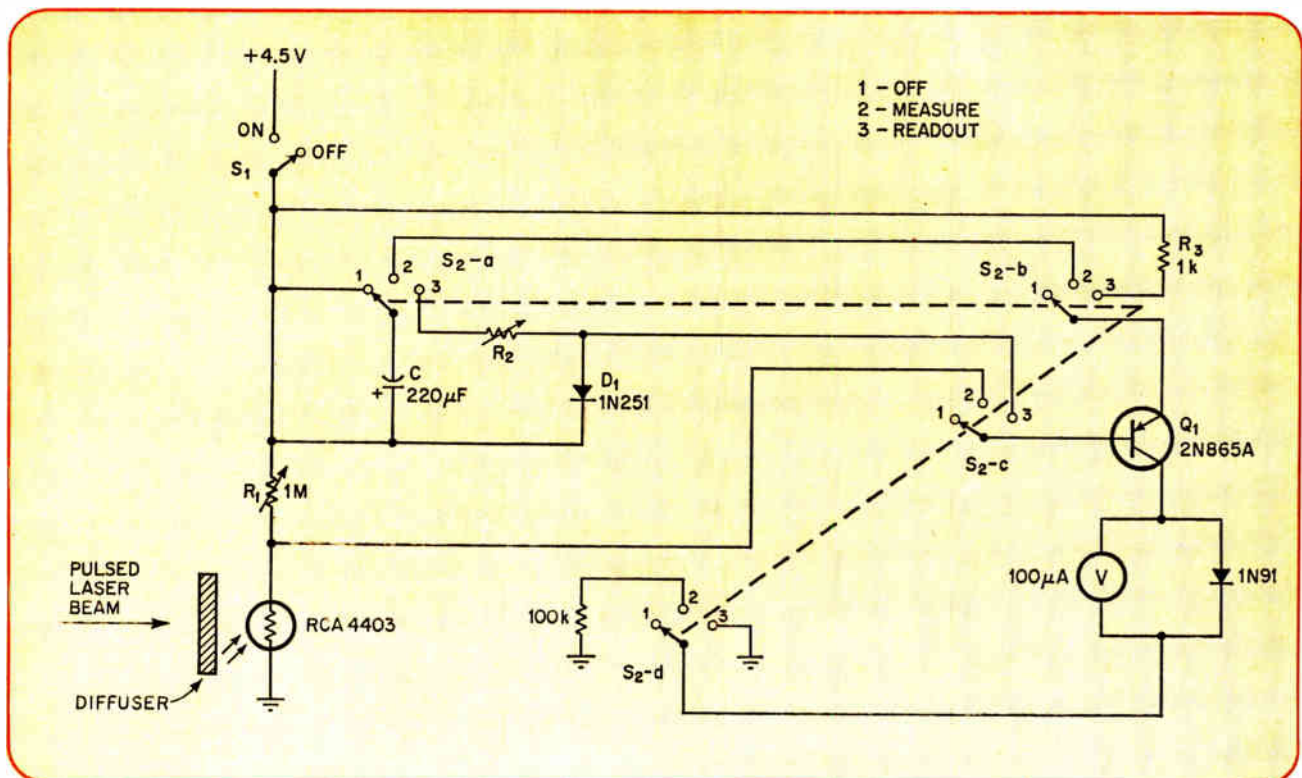 +4.5 V
ON
OFF
S1
1 - OFF
2 - MEASURE
3 - READOUT
R3
1k
S2-a
1
2
3
S2-b
1
2
3
R2
C
220μF
+
D1
1N251
1
2
3
S2-c
Q1
2N865A
R1
1M
PULSED
LASER
BEAM
RCA 4403
DIFFUSER
100k
1
2
3
S2-d
100μA
V
1N91